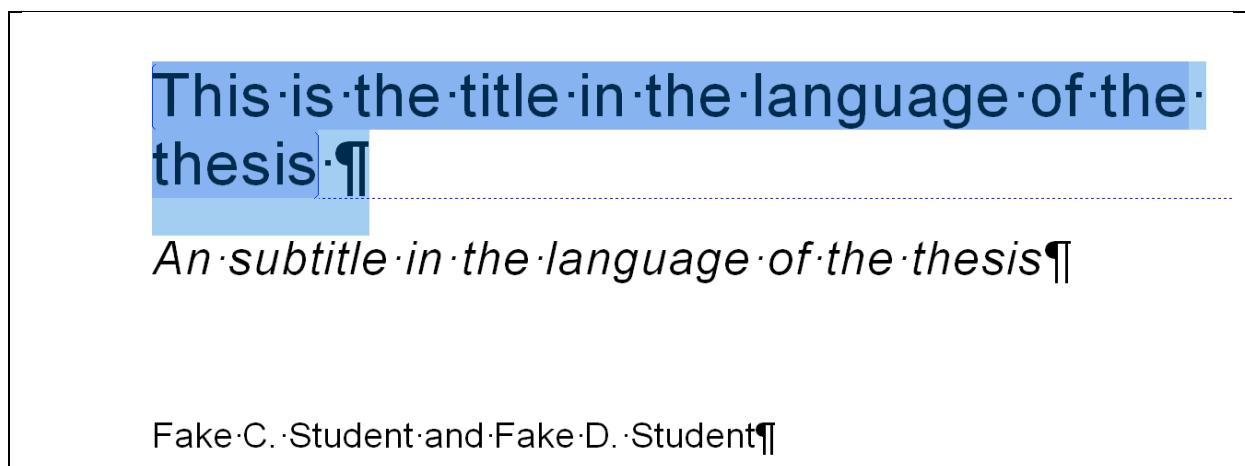 This·is·the·title·in·the·language·of·the·
thesis·¶
An·subtitle·in·the·language·of·the·thesis¶
Fake·C.·Student·and·Fake·D.·Student¶